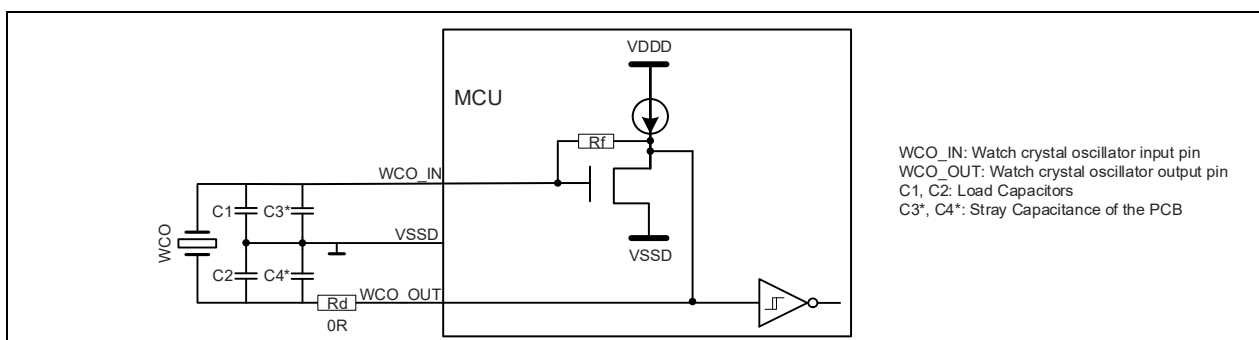 VDDD
MCU
Rf
WCO_IN
C1
C3*
VSSD
WCO
C2
C4*
VSSD
WCO_OUT
Rd
0R
WCO_IN: Watch crystal oscillator input pin
WCO_OUT: Watch crystal oscillator output pin
C1, C2: Load Capacitors
C3*, C4*: Stray Capacitance of the PCB